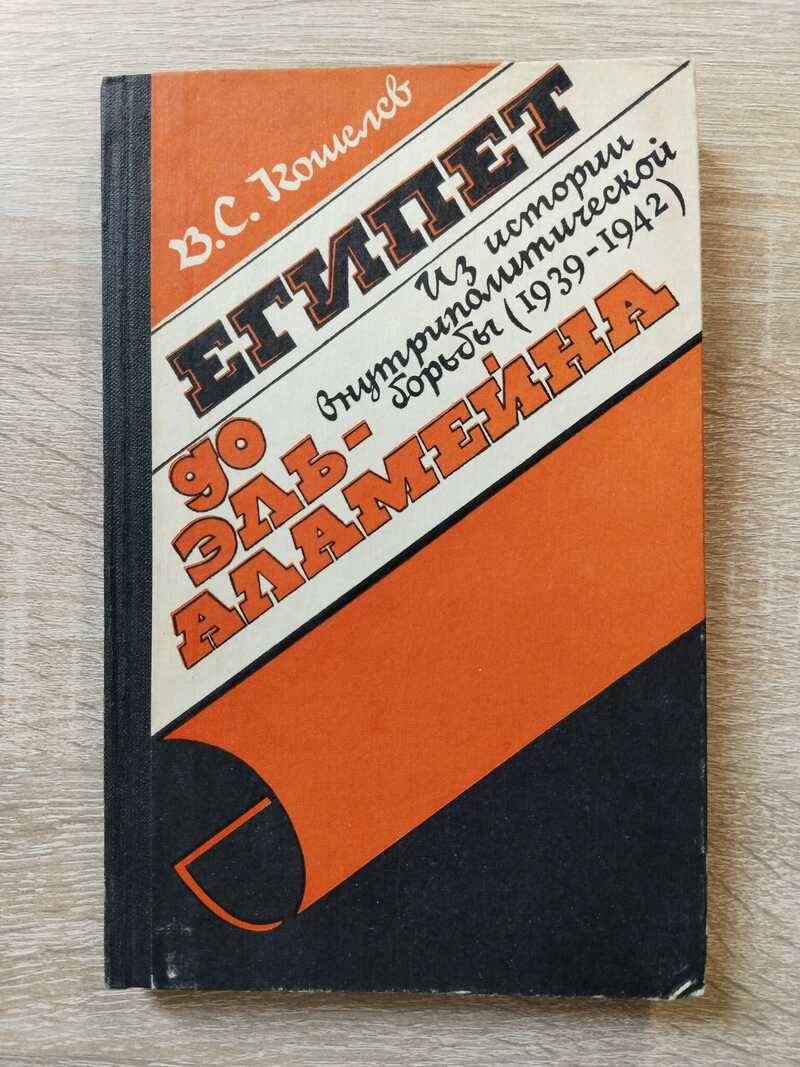 В.С. Кошелев
ЕГИПЕТ
Из истории
внутриполитической
борьбы (1939-1942)
до
ЭЛЬ-
АЛАМЕЙНА